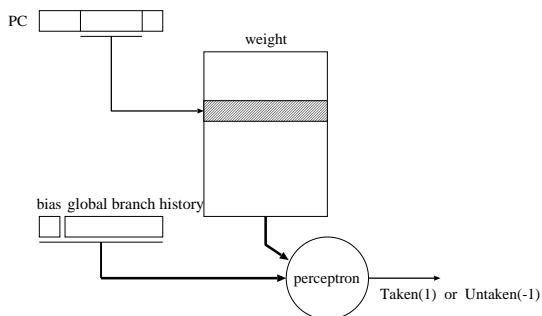 PC
weight
bias global branch history
perceptron
Taken(1) or Untaken(-1)